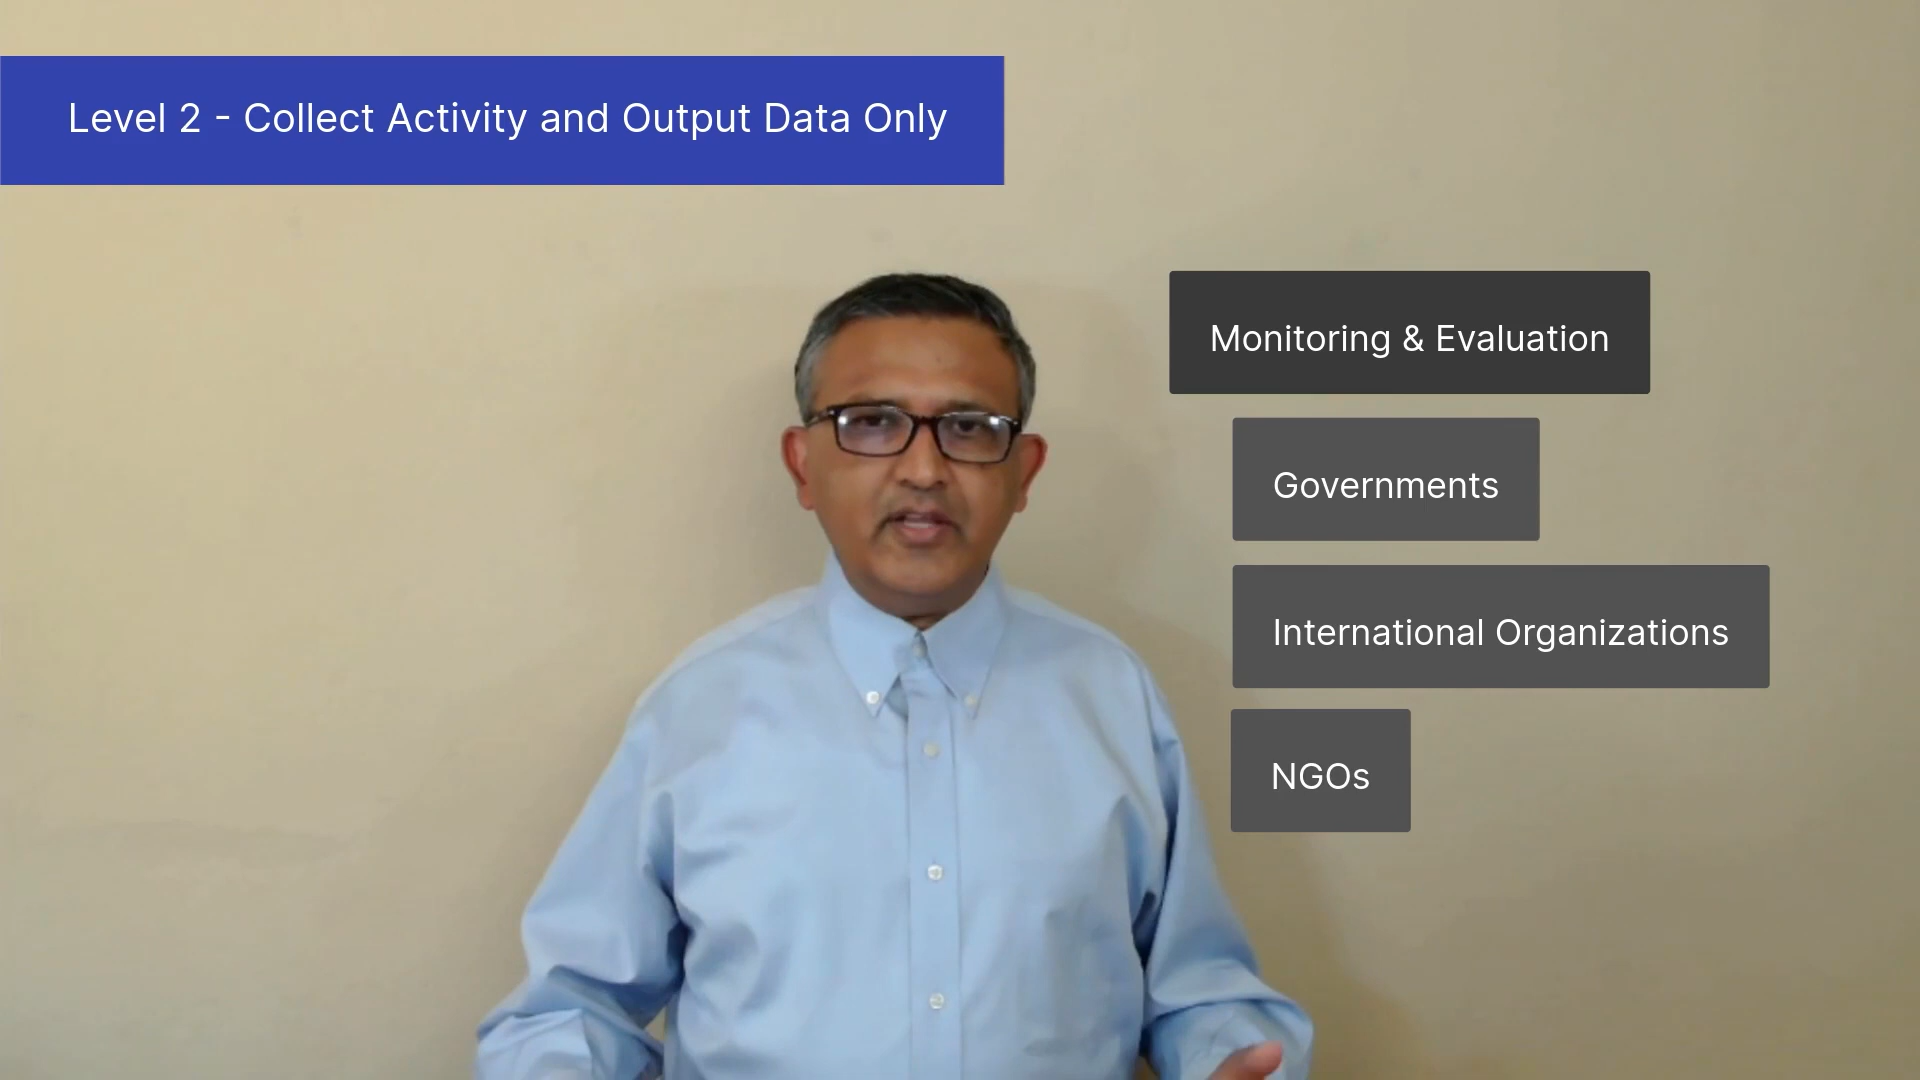 Level 2 - Collect Activity and Output Data Only
Monitoring & Evaluation
Governments
International Organizations
NGOs